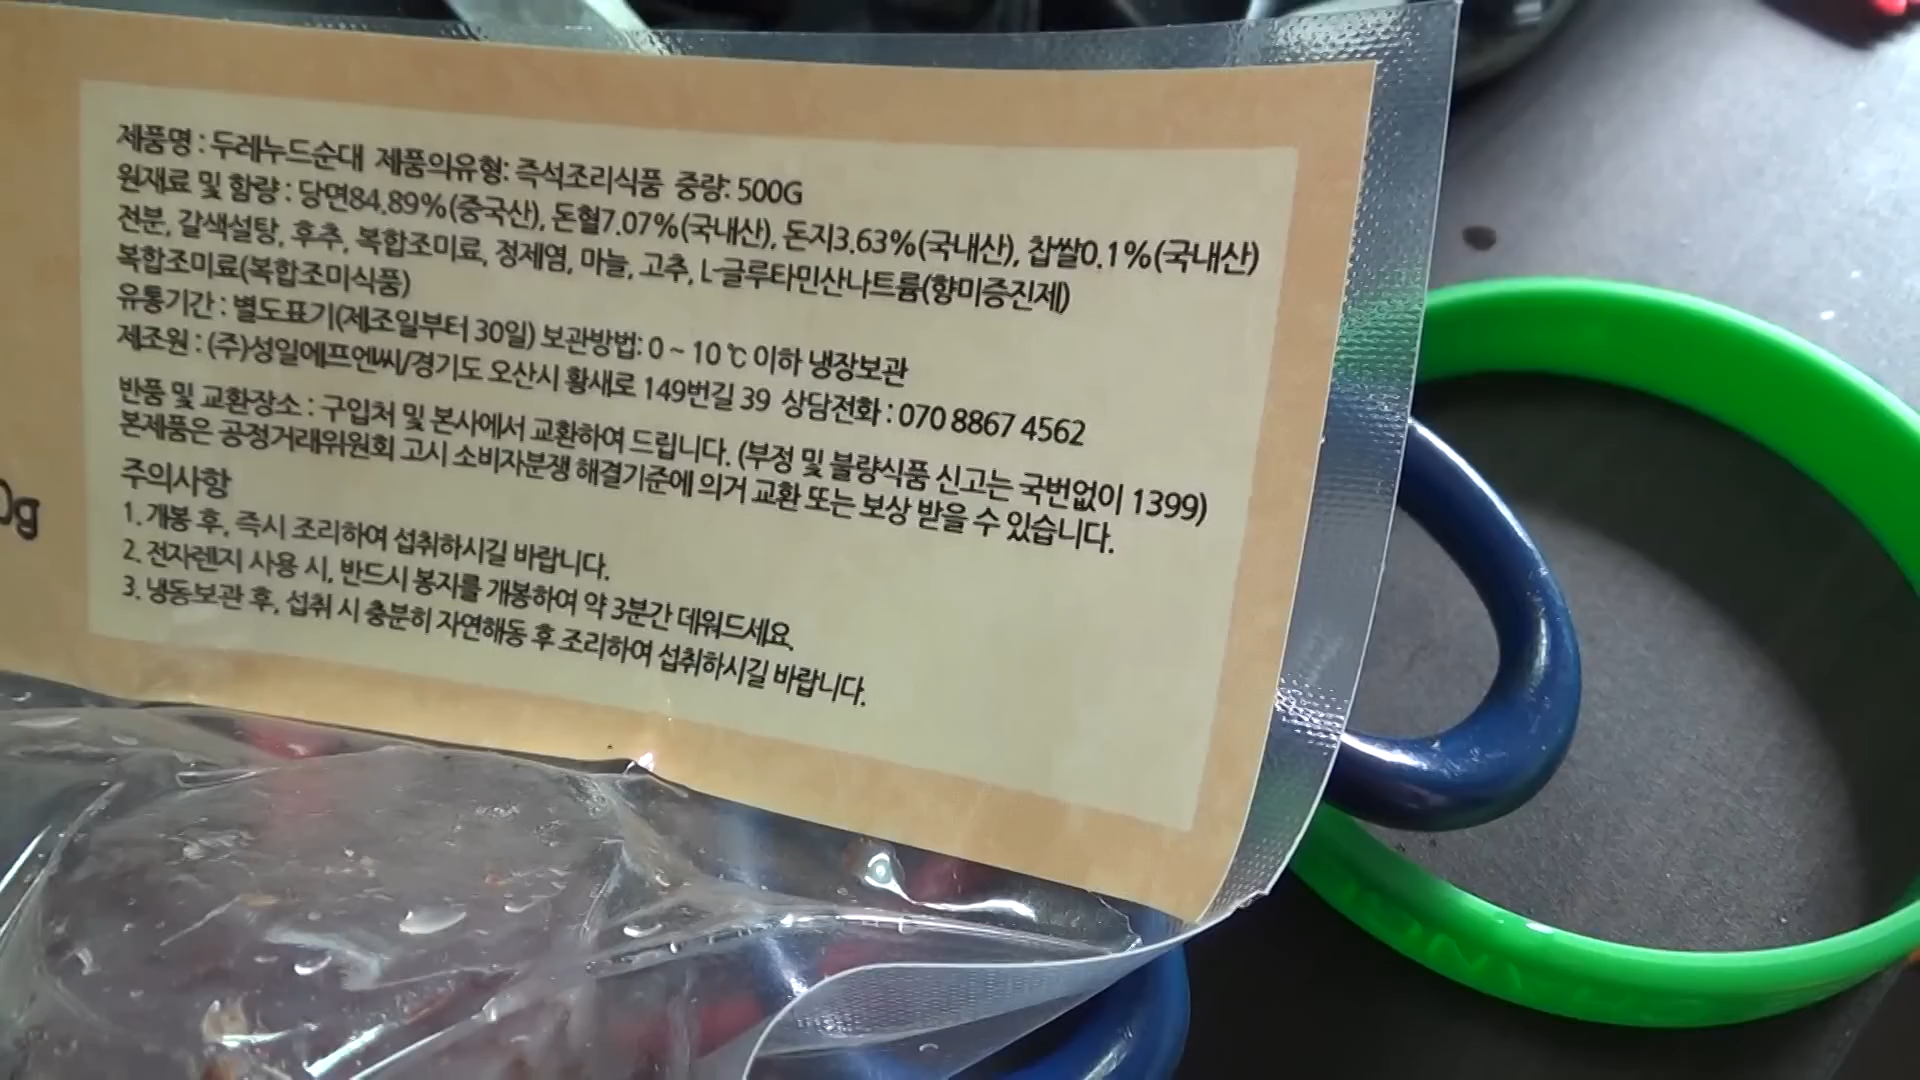 제품명 : 두레누드순대 제품의유형: 즉석조리식품 중량: 500G
원재료 및 함량 : 당면84.89%(중국산), 돈혈7.07%(국내산), 돈지3.63%(국내산), 찹쌀0.1%(국내산)
전분, 갈색설탕, 후추, 복합조미료, 정제염, 마늘, 고추, L-글루타민산나트륨(향미증진제)
복합조미료(복합조미식품)
유통기간 : 별도표기(제조일부터 30일) 보관방법: 0 ~ 10℃ 이하 냉장보관
제조원 : (주)성일에프엔씨/경기도 오산시 황새로 149번길 39 상담전화 : 070 8867 4562
반품 및 교환장소 : 구입처 및 본사에서 교환하여 드립니다. (부정 및 불량식품 신고는 국번없이 1399)
본제품은 공정거래위원회 고시 소비자분쟁 해결기준에 의거 교환 또는 보상 받을 수 있습니다.
주의사항
1. 개봉 후, 즉시 조리하여 섭취하시길 바랍니다.
2. 전자렌지 사용 시, 반드시 봉지를 개봉하여 약 3분간 데워드세요.
3. 냉동보관 후, 섭취 시 충분히 자연해동 후 조리하여 섭취하시길 바랍니다.
0g